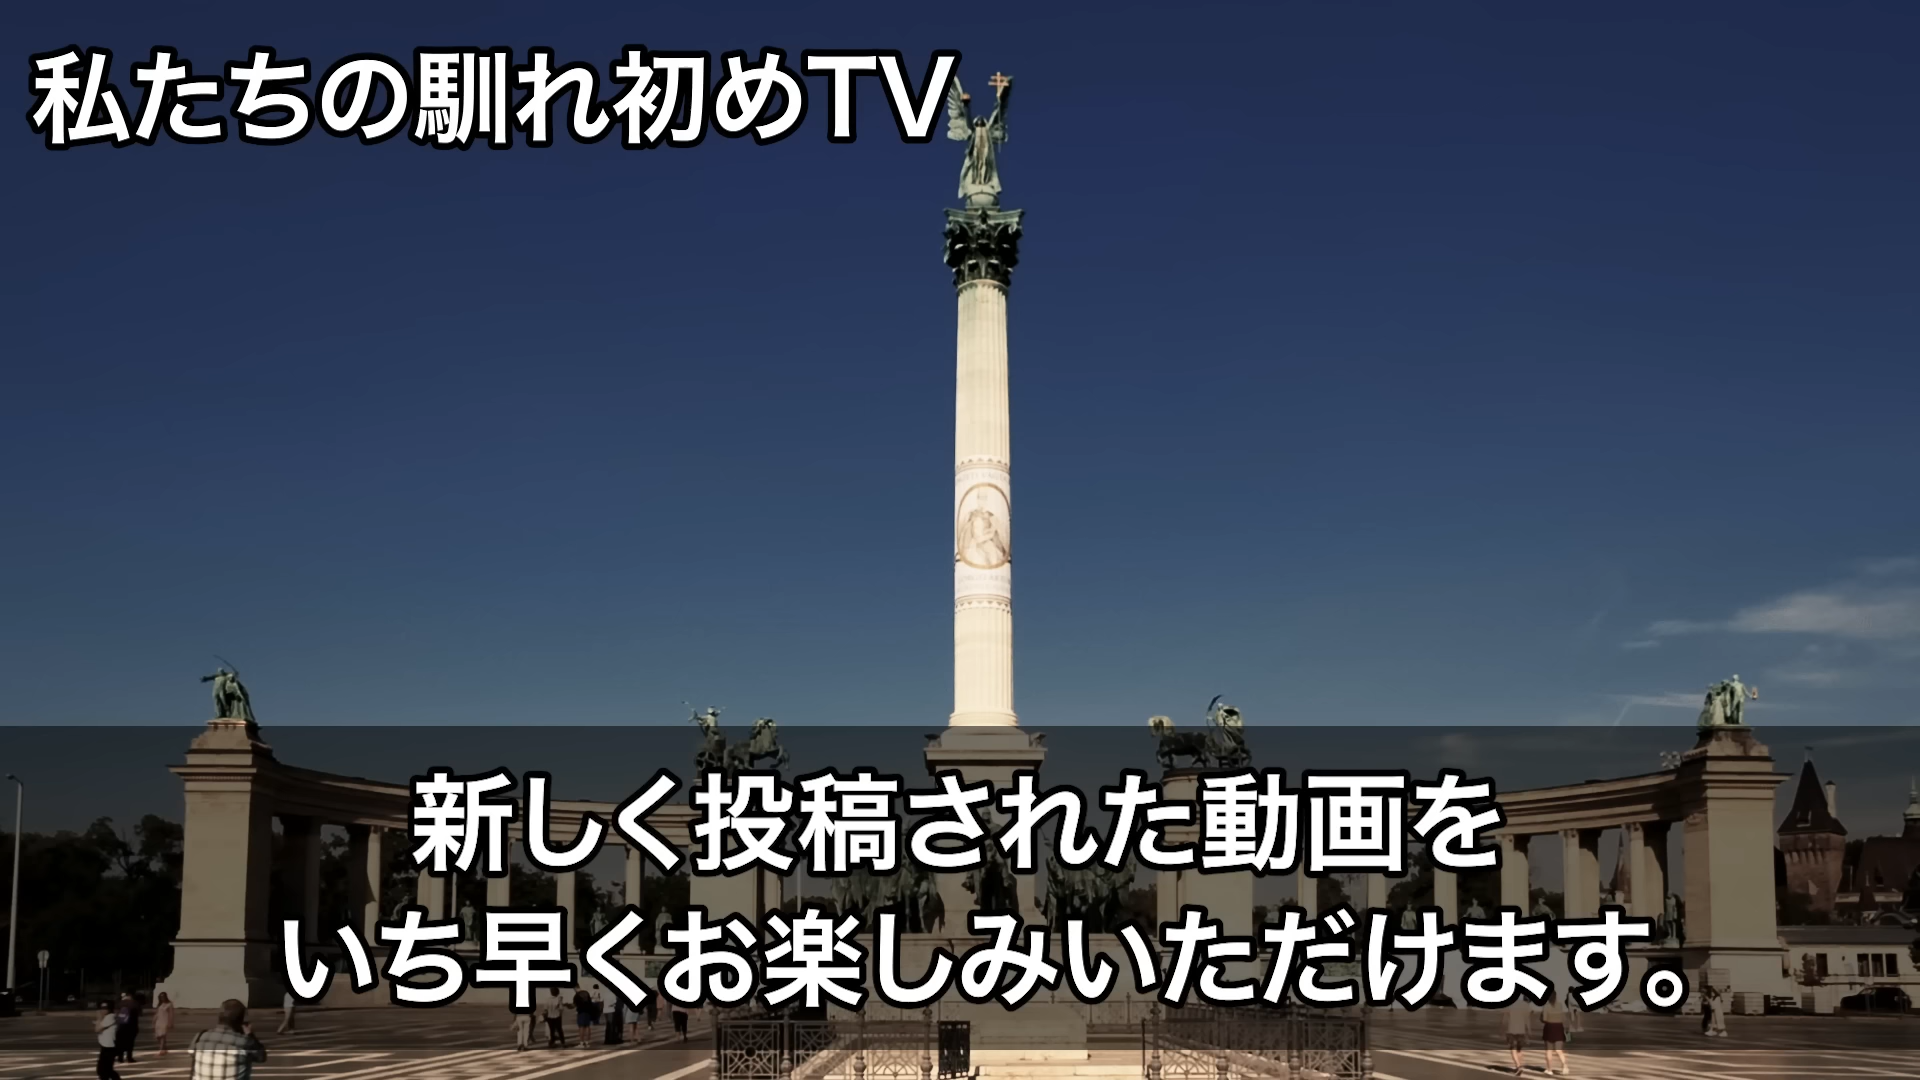 私たちの馴れ初めTV
新しく投稿された動画を
いち早くお楽しみいただけます。